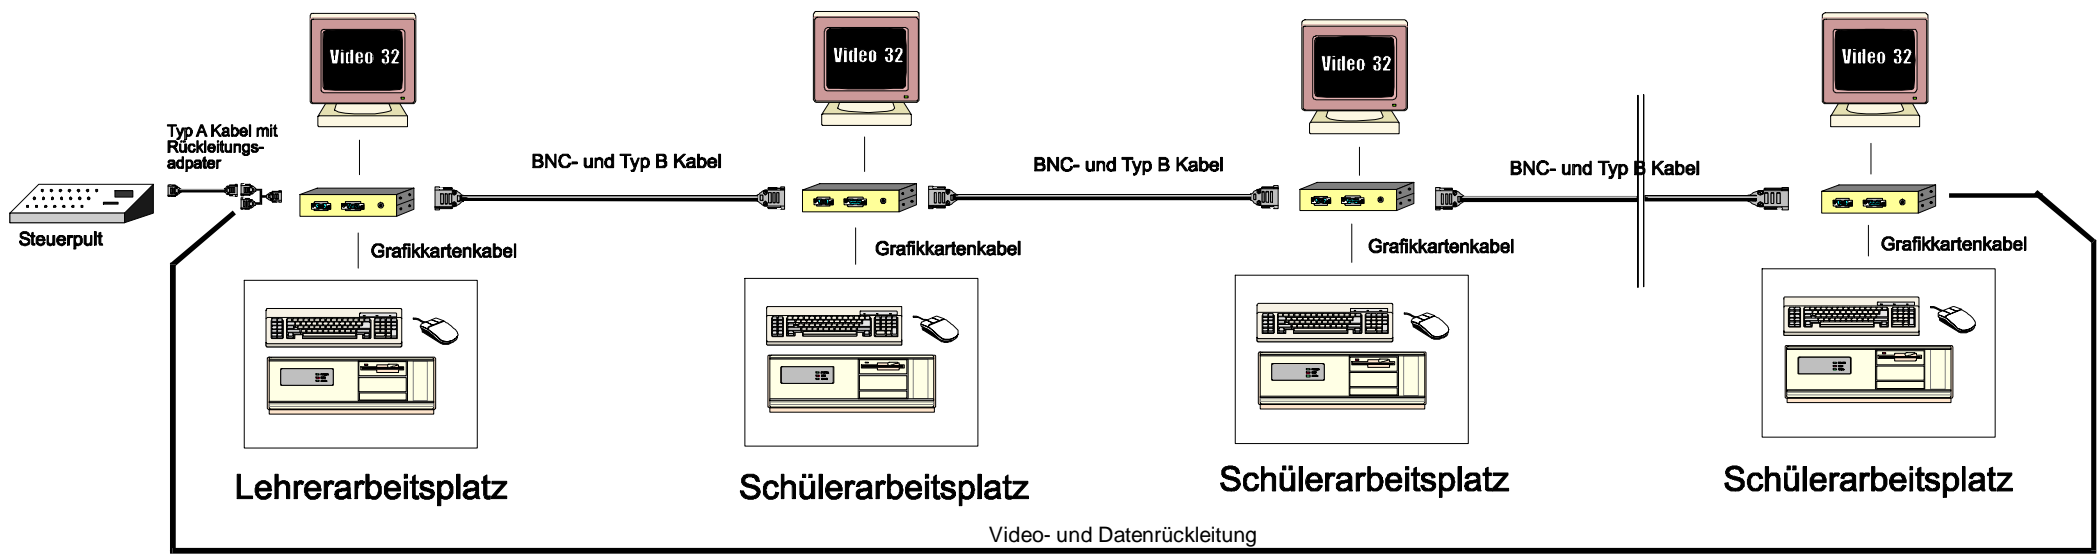 Video 32
Video 32
Video 32
Video 32
Typ A Kabel mit
Rückleitungs-
adpater
BNC- und Typ B Kabel
BNC- und Typ B Kabel
BNC- und Typ B Kabel
Steuerpult
Grafikkartenkabel
Grafikkartenkabel
Grafikkartenkabel
Grafikkartenkabel
Lehrerarbeitsplatz
Schülerarbeitsplatz
Schülerarbeitsplatz
Schülerarbeitsplatz
Video- und Datenrückleitung